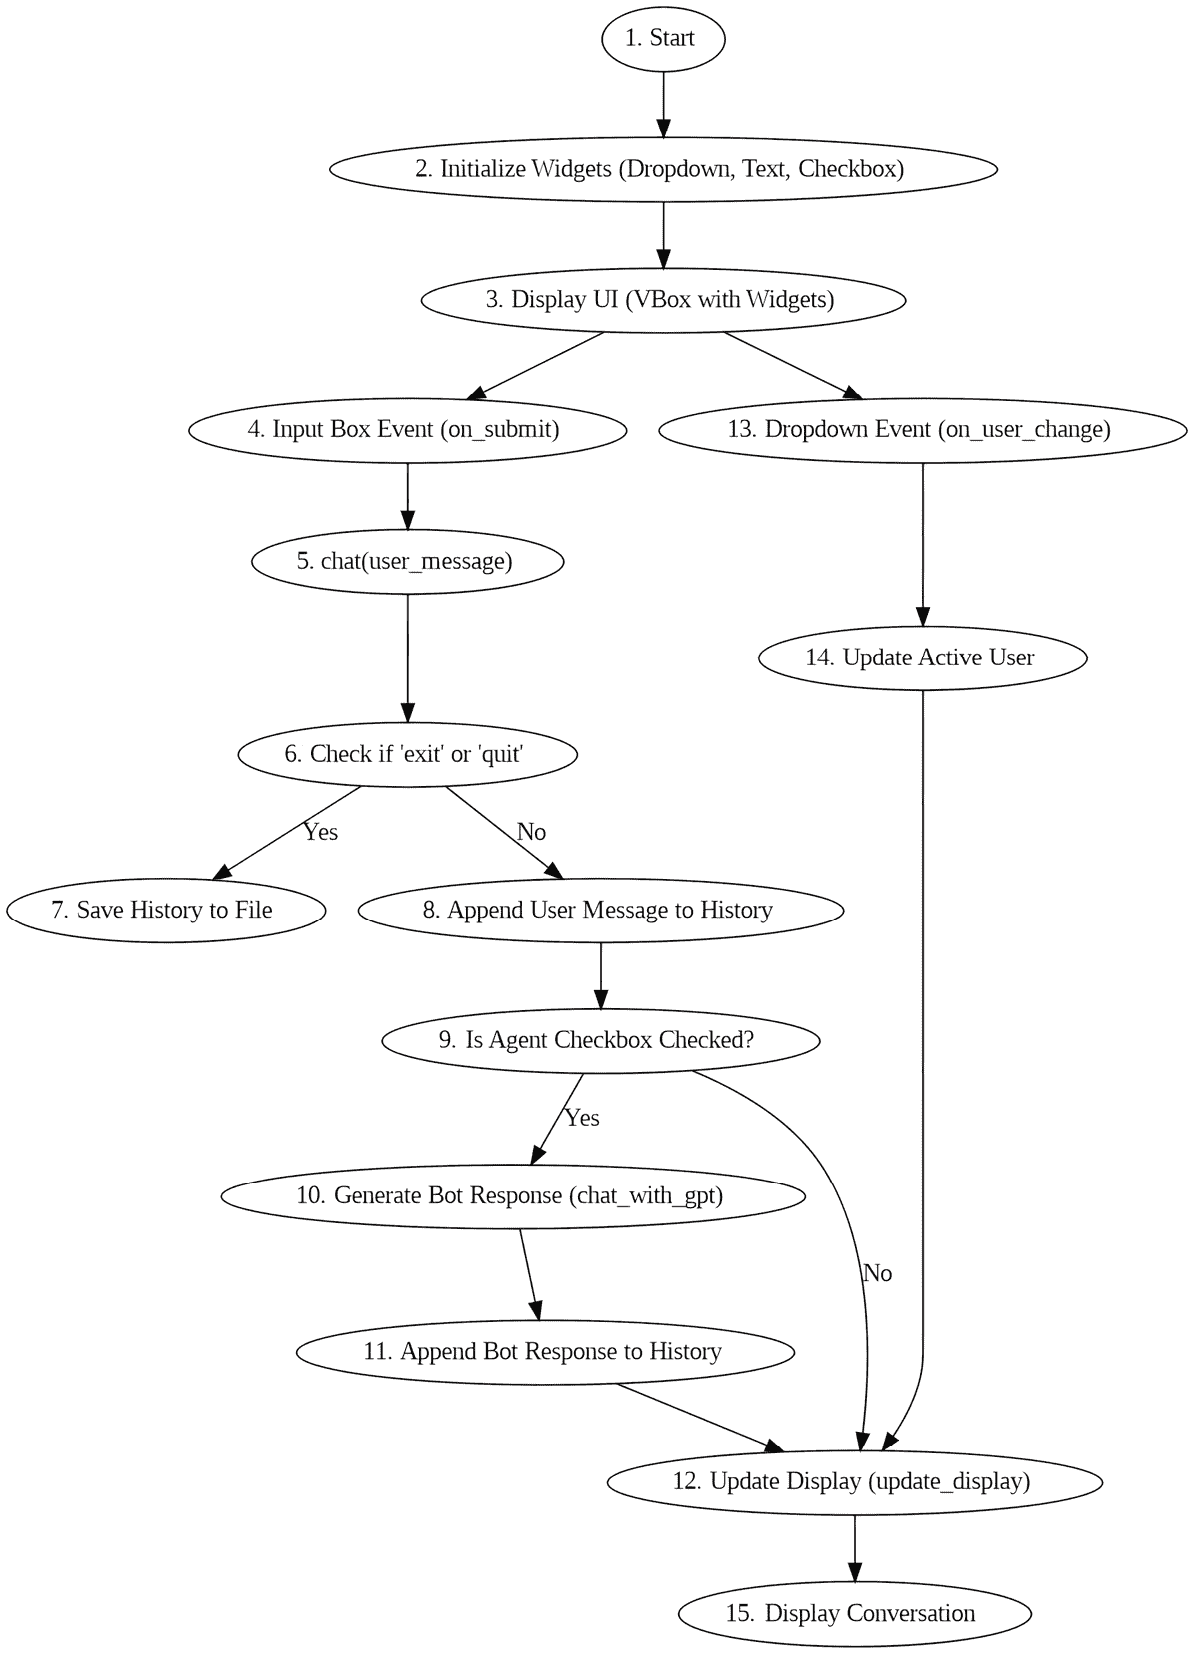 1. Start
2. Initialize Widgets (Dropdown, Text, Checkbox)
3. Display UI (VBox with Widgets)
4. Input Box Event (on_submit)
13. Dropdown Event (on_user_change)
5. chat(user_message)
14. Update Active User
6. Check if 'exit' or 'quit'
Yes
No
7. Save History to File
8. Append User Message to History
9. Is Agent Checkbox Checked?
Yes
10. Generate Bot Response (chat_with_gpt)
No
11. Append Bot Response to History
12. Update Display (update_display)
15. Display Conversation